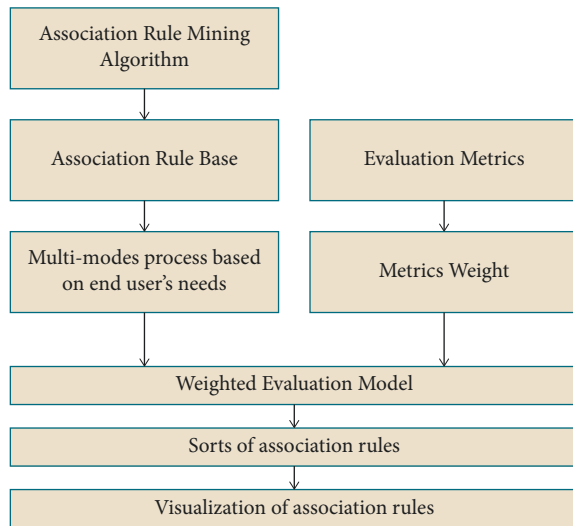 Association Rule Mining
Algorithm
Association Rule Base
Evaluation Metrics
Multi-modes process based
on end user's needs
Metrics Weight
Weighted Evaluation Model
Sorts of association rules
Visualization of association rules